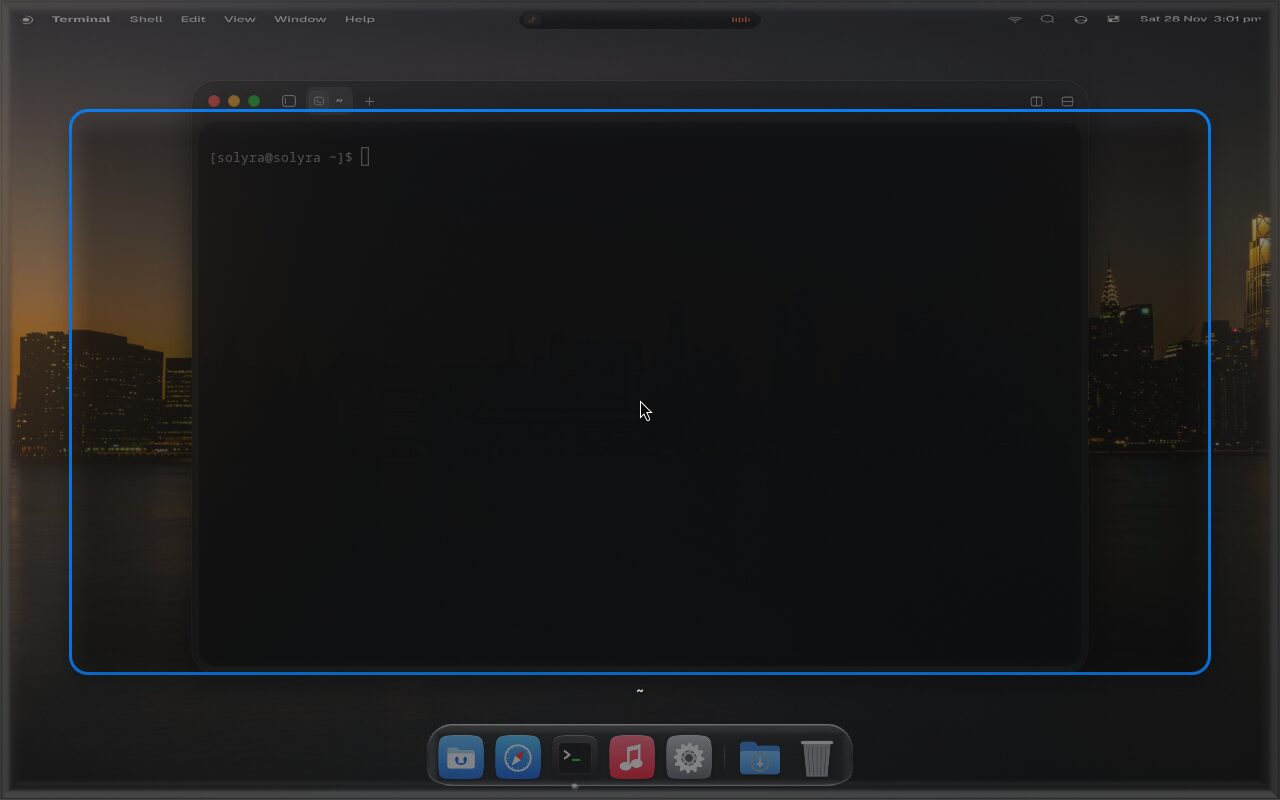 Terminal Shell Edit View Window Help
Sat 28 Nov 3:01 pm
~
[solyra@solyra ~]$
~